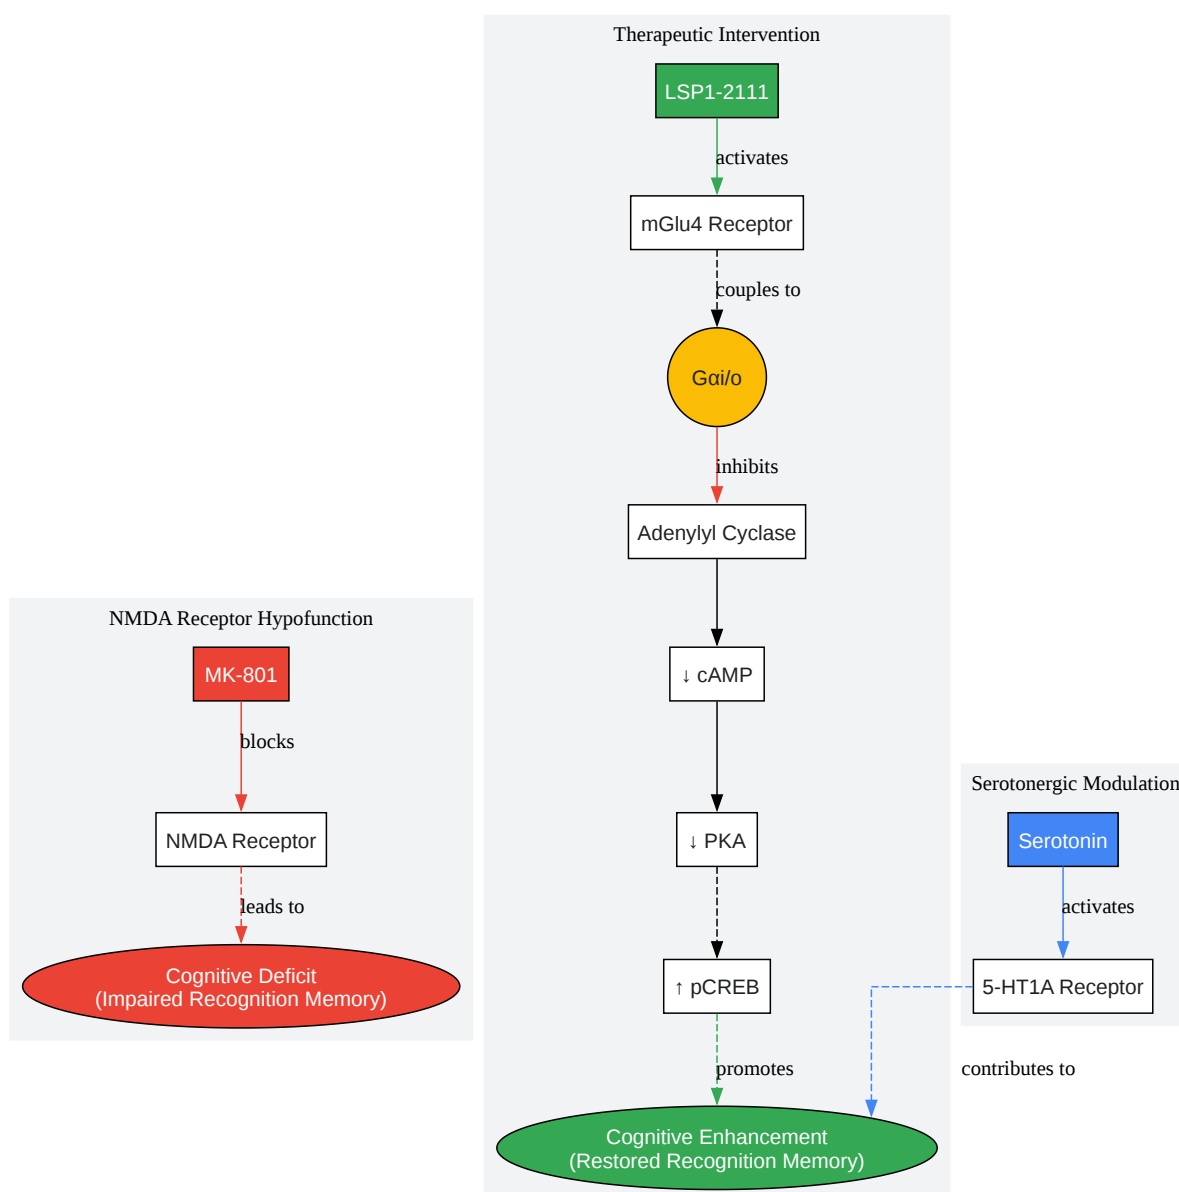 Therapeutic Intervention
LSP1-2111
activates
mGlu4 Receptor
couples to
Gαi/o
inhibits
Adenylyl Cyclase
↓ cAMP
↓ PKA
↑ pCREB
promotes
Cognitive Enhancement
(Restored Recognition Memory)
NMDA Receptor Hypofunction
MK-801
blocks
NMDA Receptor
leads to
Cognitive Deficit
(Impaired Recognition Memory)
Serotonergic Modulation
Serotonin
activates
5-HT1A Receptor
contributes to